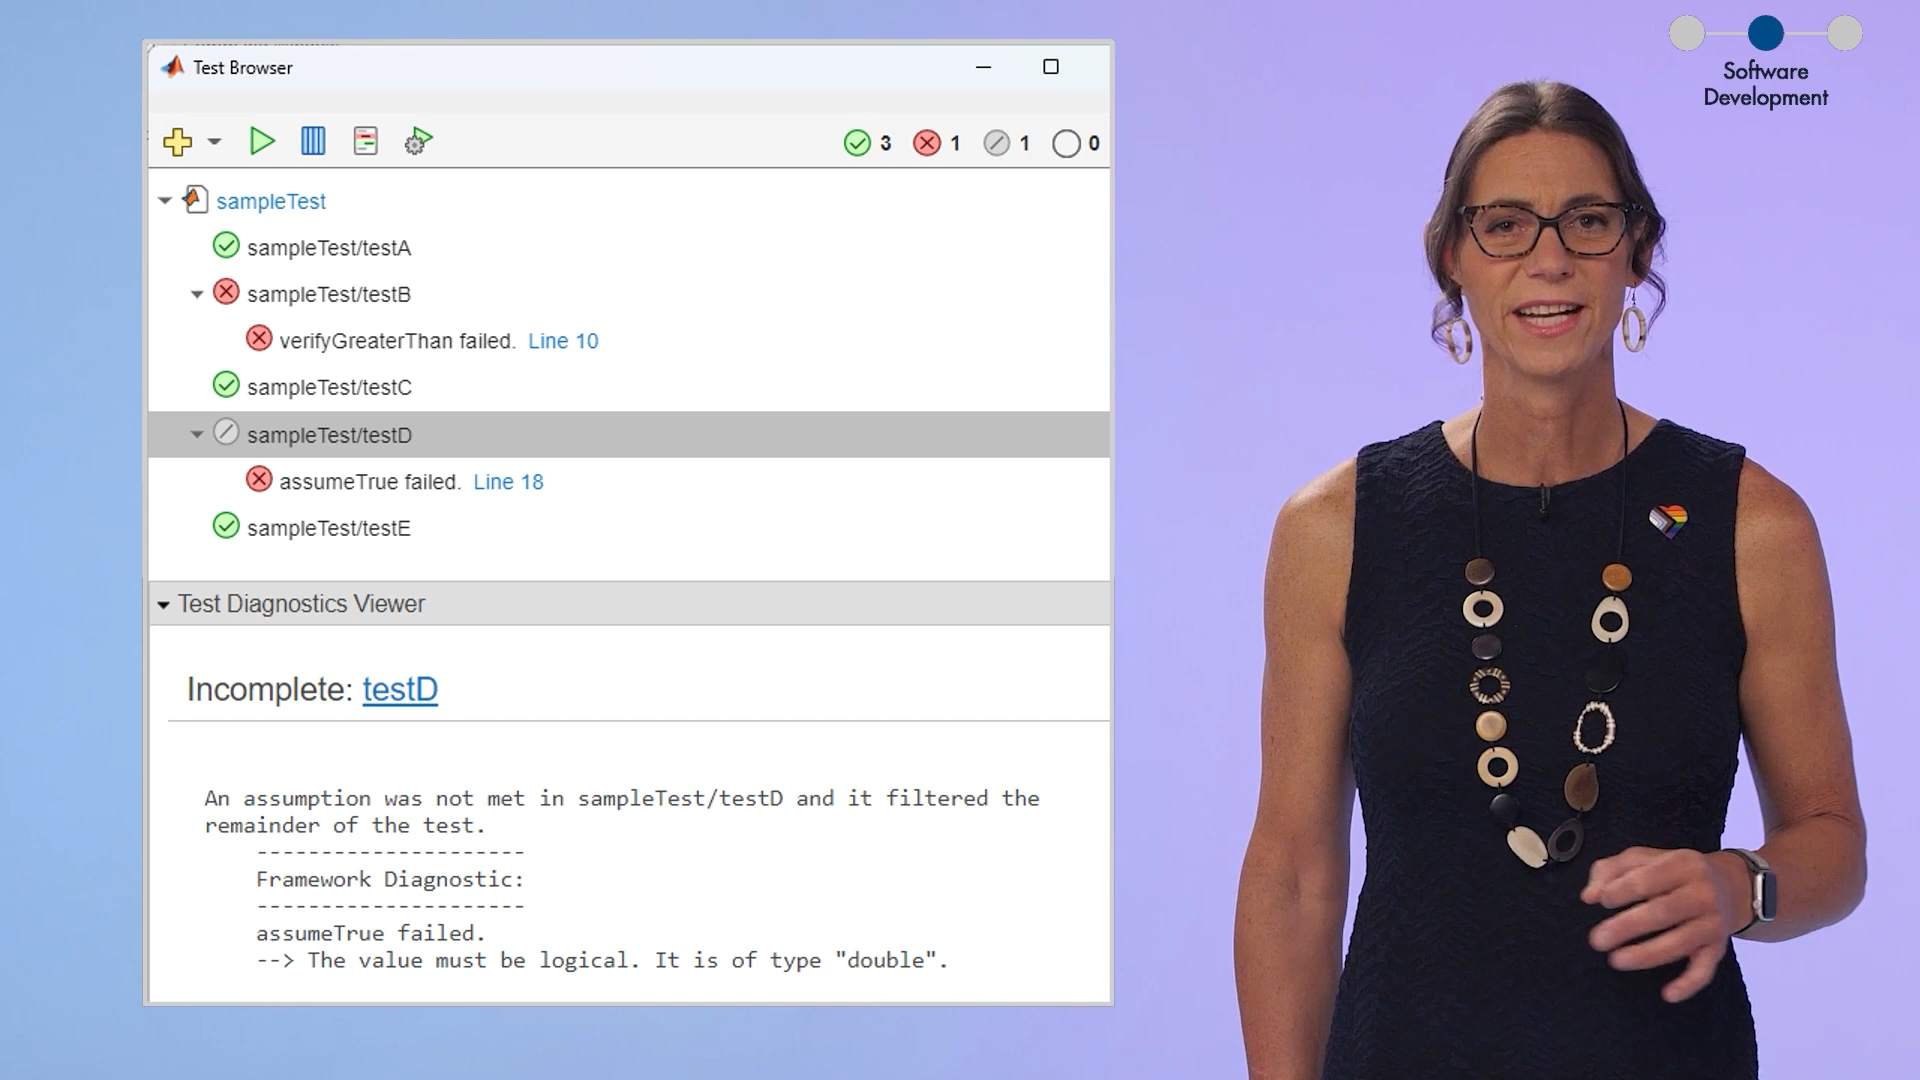 Software
Development
Test Browser
3 1 1 0
sampleTest
sampleTest/testA
sampleTest/testB
verifyGreaterThan failed. Line 10
sampleTest/testC
sampleTest/testD
assumeTrue failed. Line 18
sampleTest/testE
Test Diagnostics Viewer
Incomplete: testD
An assumption was not met in sampleTest/testD and it filtered the
remainder of the test.
---------------------
Framework Diagnostic:
---------------------
assumeTrue failed.
--> The value must be logical. It is of type "double".